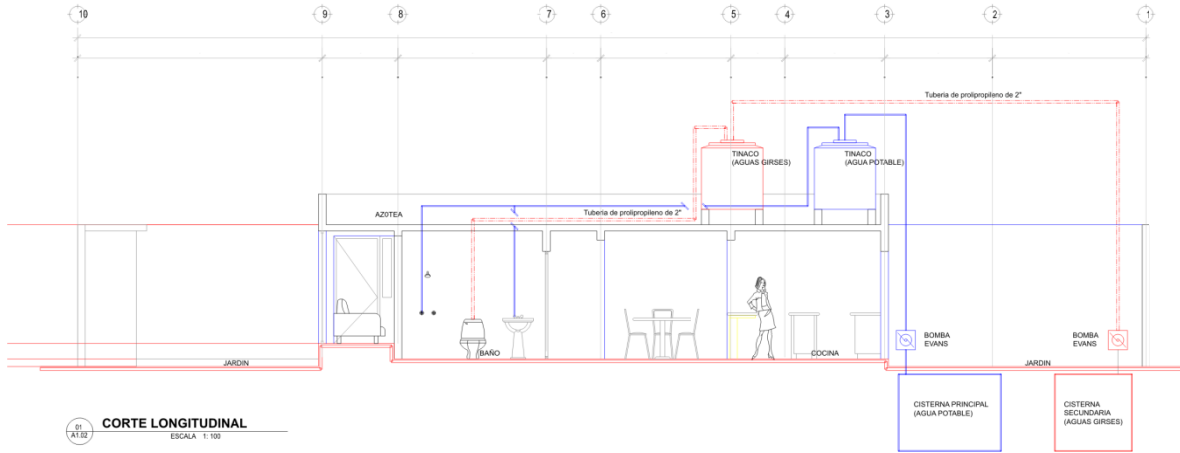 10
9
8
7
6
5
4
3
2
1
Tuberia de prolipropileno de 2"
TINACO
(AGUAS GIRSES)
TINACO
(AGUA POTABLE)
AZOTEA
Tuberia de prolipropileno de 2"
BOMBA
EVANS
BOMBA
EVANS
BAÑO
COCINA
JARDIN
JARDIN
CISTERNA PRINCIPAL
(AGUA POTABLE)
CISTERNA
SECUNDARIA
(AGUAS GIRSES)
01
A1.02
CORTE LONGITUDINAL
ESCALA 1: 100